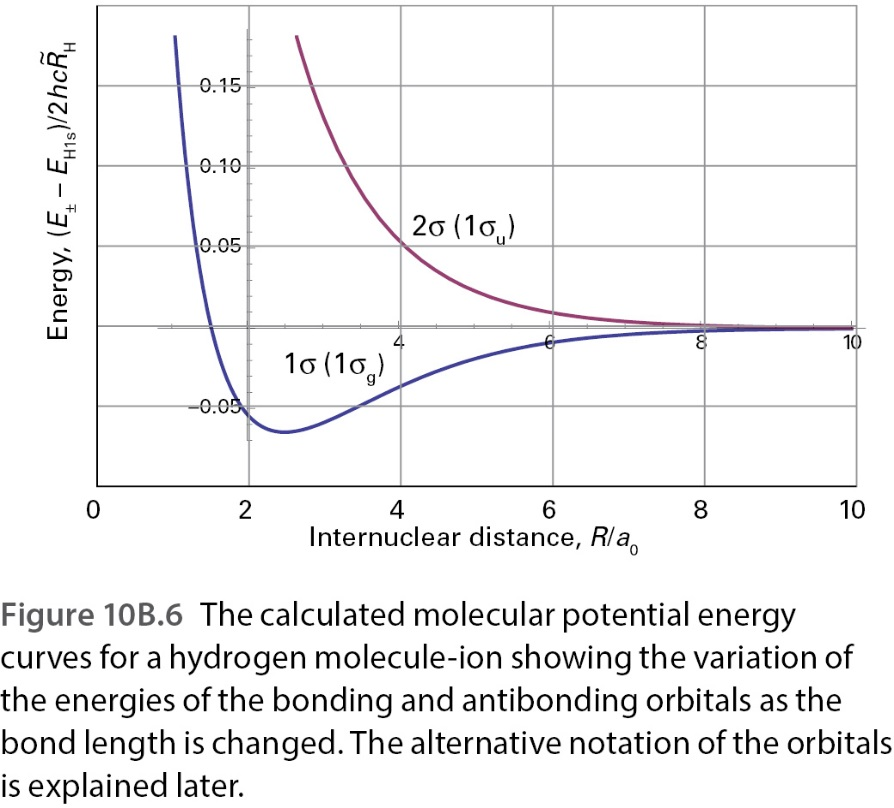 Energy, (E± − EH1s)/2hcR̃H
0.15
0.10
0.05
2σ (1σu)
4
6
8
10
1σ (1σg)
−0.05
0
2
4
6
8
10
Internuclear distance, R/a0
Figure 10B.6 The calculated molecular potential energy
curves for a hydrogen molecule-ion showing the variation of
the energies of the bonding and antibonding orbitals as the
bond length is changed. The alternative notation of the orbitals
is explained later.